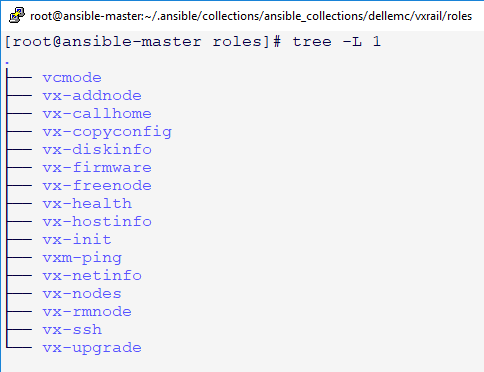 root@ansible-master:~/.ansible/collections/ansible_collections/dellemc/vxrail/roles
[root@ansible-master roles]# tree -L 1
.
├── vcmode
├── vx-addnode
├── vx-callhome
├── vx-copyconfig
├── vx-diskinfo
├── vx-firmware
├── vx-freenode
├── vx-health
├── vx-hostinfo
├── vx-init
├── vxm-ping
├── vx-netinfo
├── vx-nodes
├── vx-rmnode
├── vx-ssh
└── vx-upgrade